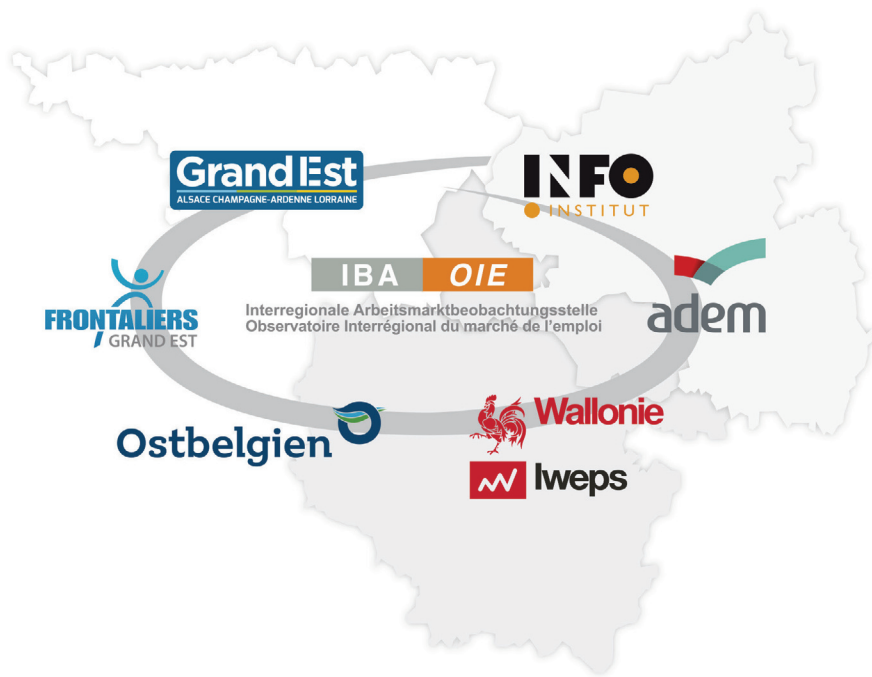 Grand Est
ALSACE CHAMPAGNE-ARDENNE LORRAINE
INFO
INSTITUT
IBA OIE
Interregionale Arbeitsmarktbeobachtungsstelle
Observatoire Interrégional du marché de l'emploi
FRONTALIERS
GRAND EST
adem
Ostbelgien
Wallonie
Iweps